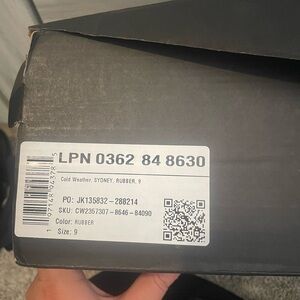 LPN 0362 84 8630
Cold Weather, SYDNEY, RUBBER, 9
PO: JK135832-288214
SKU: CW2357307-8646-84090
Color: RUBBER
Size: 9